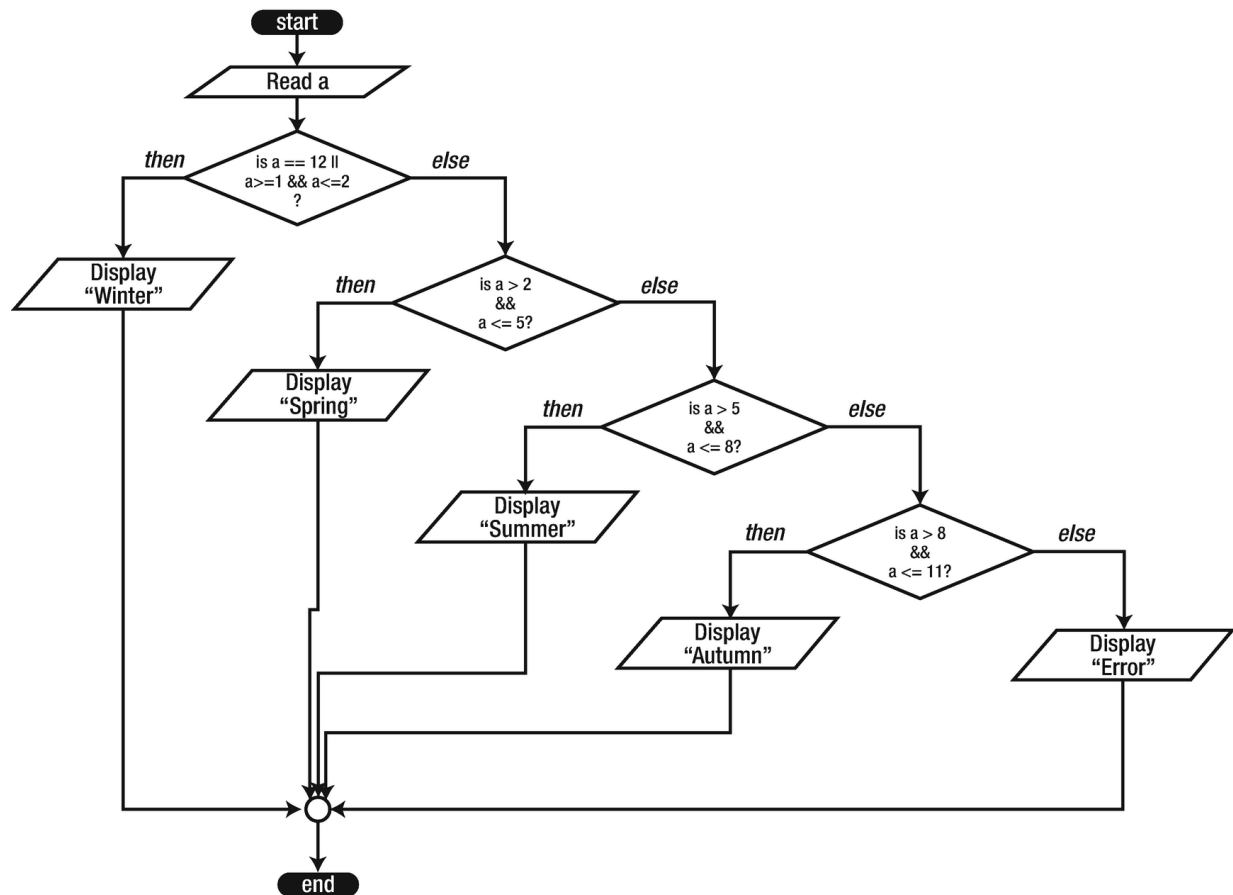 start
Read a
then
is a == 12 ||
a>=1 && a<=2
?
else
Display
“Winter”
then
is a > 2
&&
a <= 5?
else
Display
“Spring”
then
is a > 5
&&
a <= 8?
else
Display
“Summer”
then
is a > 8
&&
a <= 11?
else
Display
“Autumn”
Display
“Error”
end